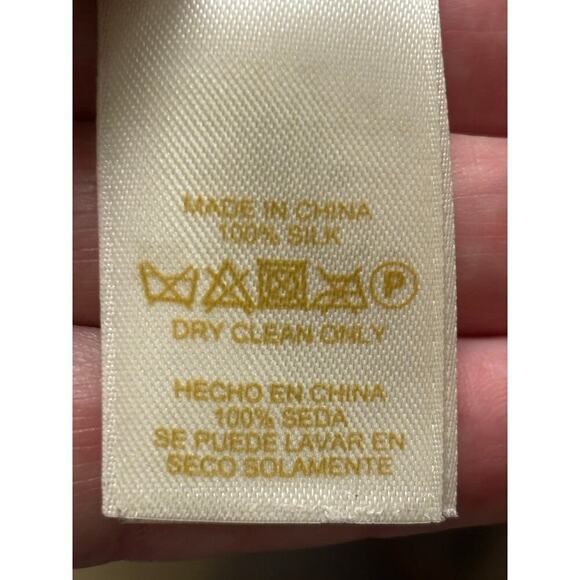 MADE IN CHINA
100% SILK
P
DRY CLEAN ONLY
HECHO EN CHINA
100% SEDA
SE PUEDE LAVAR EN
SECO SOLAMENTE